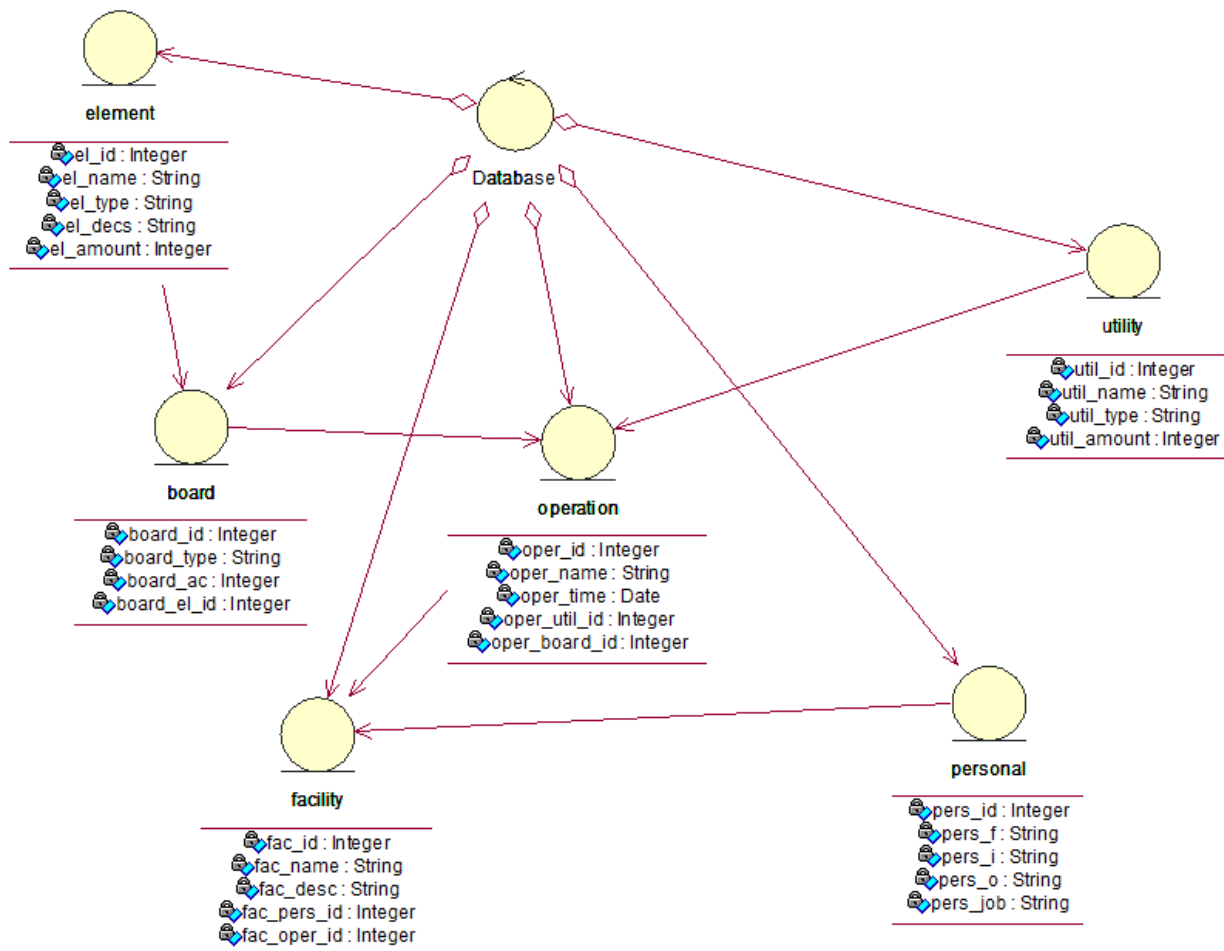 element
el_id : Integer
el_name : String
el_type : String
el_decs : String
el_amount : Integer
Database
utility
util_id : Integer
util_name : String
util_type : String
util_amount : Integer
board
board_id : Integer
board_type : String
board_ac : Integer
board_el_id : Integer
operation
oper_id : Integer
oper_name : String
oper_time : Date
oper_util_id : Integer
oper_board_id : Integer
facility
fac_id : Integer
fac_name : String
fac_desc : String
fac_pers_id : Integer
fac_oper_id : Integer
personal
pers_id : Integer
pers_f : String
pers_i : String
pers_o : String
pers_job : String